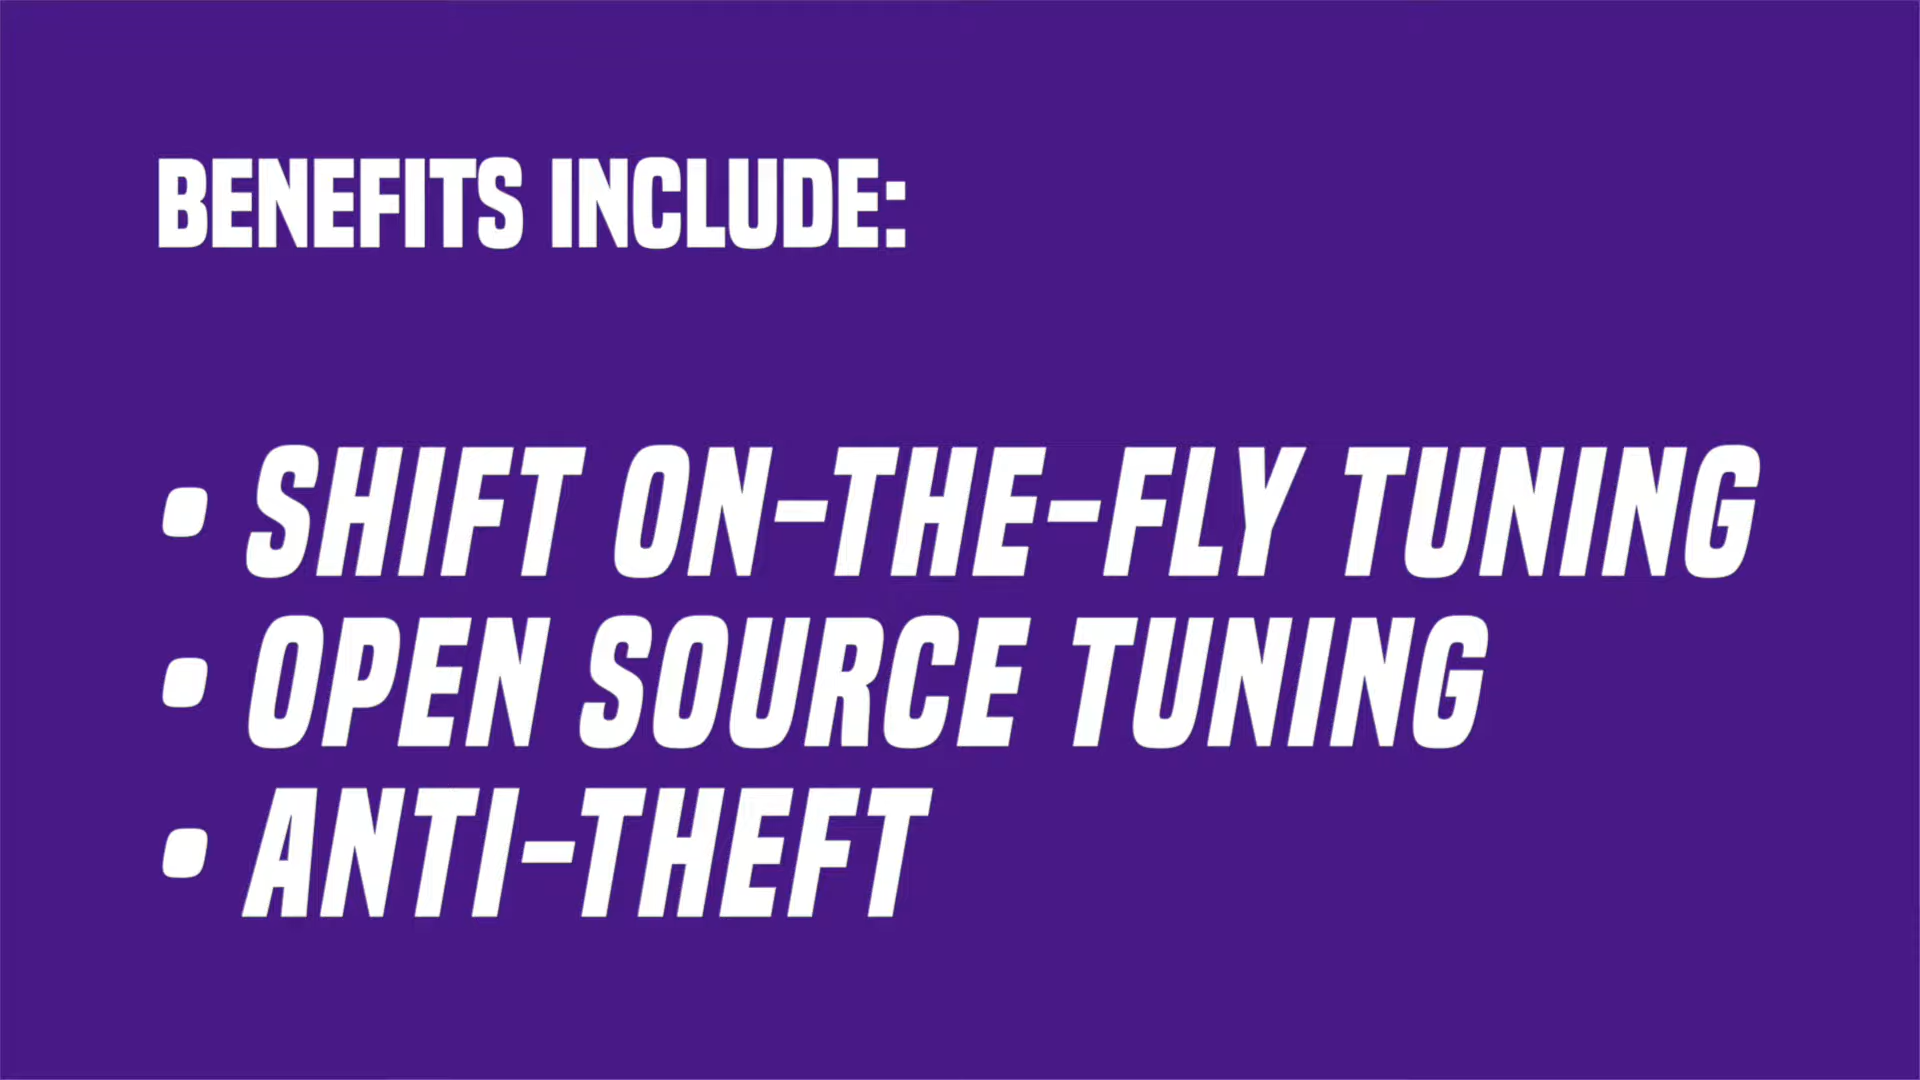 BENEFITS INCLUDE:
• SHIFT ON-THE-FLY TUNING
• OPEN SOURCE TUNING
• ANTI-THEFT